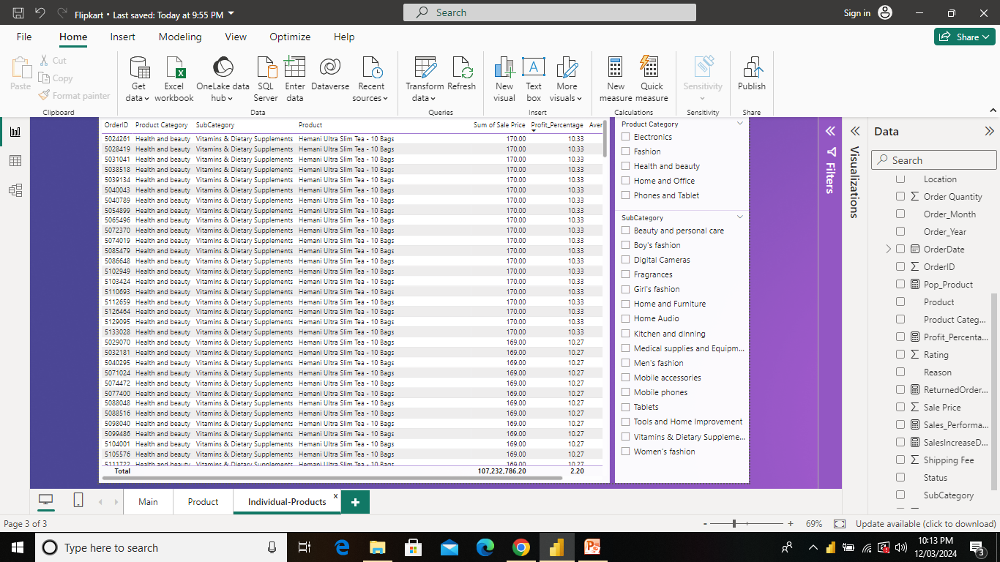 Flipkart • Last saved: Today at 9:55 PM
Search
Sign in
File Home Insert Modeling View Optimize Help
Share
Paste
Cut
Copy
Format painter
Clipboard
Get data
Excel workbook
OneLake data hub
SQL Server
Enter data
Dataverse
Recent sources
Data
Transform data
Refresh
Queries
New visual
Text box
More visuals
Insert
New measure
Quick measure
Calculations
Sensitivity
Sensitivity
Publish
Share
OrderID Product Category SubCategory Product Sum of Sale Price Profit_Percentage Aver
5024261 Health and beauty Vitamins & Dietary Supplements Hemani Ultra Slim Tea - 10 Bags 170.00 10.33
5028419 Health and beauty Vitamins & Dietary Supplements Hemani Ultra Slim Tea - 10 Bags 170.00 10.33
5031041 Health and beauty Vitamins & Dietary Supplements Hemani Ultra Slim Tea - 10 Bags 170.00 10.33
5038518 Health and beauty Vitamins & Dietary Supplements Hemani Ultra Slim Tea - 10 Bags 170.00 10.33
5039134 Health and beauty Vitamins & Dietary Supplements Hemani Ultra Slim Tea - 10 Bags 170.00 10.33
5040043 Health and beauty Vitamins & Dietary Supplements Hemani Ultra Slim Tea - 10 Bags 170.00 10.33
5040789 Health and beauty Vitamins & Dietary Supplements Hemani Ultra Slim Tea - 10 Bags 170.00 10.33
5054899 Health and beauty Vitamins & Dietary Supplements Hemani Ultra Slim Tea - 10 Bags 170.00 10.33
5065496 Health and beauty Vitamins & Dietary Supplements Hemani Ultra Slim Tea - 10 Bags 170.00 10.33
5072370 Health and beauty Vitamins & Dietary Supplements Hemani Ultra Slim Tea - 10 Bags 170.00 10.33
5074019 Health and beauty Vitamins & Dietary Supplements Hemani Ultra Slim Tea - 10 Bags 170.00 10.33
5085479 Health and beauty Vitamins & Dietary Supplements Hemani Ultra Slim Tea - 10 Bags 170.00 10.33
5086648 Health and beauty Vitamins & Dietary Supplements Hemani Ultra Slim Tea - 10 Bags 170.00 10.33
5102949 Health and beauty Vitamins & Dietary Supplements Hemani Ultra Slim Tea - 10 Bags 170.00 10.33
5103424 Health and beauty Vitamins & Dietary Supplements Hemani Ultra Slim Tea - 10 Bags 170.00 10.33
5110693 Health and beauty Vitamins & Dietary Supplements Hemani Ultra Slim Tea - 10 Bags 170.00 10.33
5112659 Health and beauty Vitamins & Dietary Supplements Hemani Ultra Slim Tea - 10 Bags 170.00 10.33
5126464 Health and beauty Vitamins & Dietary Supplements Hemani Ultra Slim Tea - 10 Bags 170.00 10.33
5129095 Health and beauty Vitamins & Dietary Supplements Hemani Ultra Slim Tea - 10 Bags 170.00 10.33
5133028 Health and beauty Vitamins & Dietary Supplements Hemani Ultra Slim Tea - 10 Bags 170.00 10.33
5029070 Health and beauty Vitamins & Dietary Supplements Hemani Ultra Slim Tea - 10 Bags 169.00 10.27
5032181 Health and beauty Vitamins & Dietary Supplements Hemani Ultra Slim Tea - 10 Bags 169.00 10.27
5040295 Health and beauty Vitamins & Dietary Supplements Hemani Ultra Slim Tea - 10 Bags 169.00 10.27
5071024 Health and beauty Vitamins & Dietary Supplements Hemani Ultra Slim Tea - 10 Bags 169.00 10.27
5074472 Health and beauty Vitamins & Dietary Supplements Hemani Ultra Slim Tea - 10 Bags 169.00 10.27
5077400 Health and beauty Vitamins & Dietary Supplements Hemani Ultra Slim Tea - 10 Bags 169.00 10.27
5088048 Health and beauty Vitamins & Dietary Supplements Hemani Ultra Slim Tea - 10 Bags 169.00 10.27
5088516 Health and beauty Vitamins & Dietary Supplements Hemani Ultra Slim Tea - 10 Bags 169.00 10.27
5098040 Health and beauty Vitamins & Dietary Supplements Hemani Ultra Slim Tea - 10 Bags 169.00 10.27
5099486 Health and beauty Vitamins & Dietary Supplements Hemani Ultra Slim Tea - 10 Bags 169.00 10.27
5104001 Health and beauty Vitamins & Dietary Supplements Hemani Ultra Slim Tea - 10 Bags 169.00 10.27
5105576 Health and beauty Vitamins & Dietary Supplements Hemani Ultra Slim Tea - 10 Bags 169.00 10.27
5111722 Health and beauty Vitamins & Dietary Supplements Hemani Ultra Slim Tea - 10 Bags 169.00 10.27
Total 107,232,786.20 2.20
Product Category
Electronics
Fashion
Health and beauty
Home and Office
Phones and Tablet
SubCategory
Beauty and personal care
Boy's fashion
Digital Cameras
Fragrances
Girl's fashion
Home and Furniture
Home Audio
Kitchen and dinning
Medical supplies and Equipm...
Men's fashion
Mobile accessories
Mobile phones
Tablets
Tools and Home Improvement
Vitamins & Dietary Suppleme...
Women's fashion
Filters
Visualizations
Data
Search
Location
Order Quantity
Order_Month
Order_Year
OrderDate
OrderID
Pop_Product
Product
Product Categ...
Profit_Percenta...
Rating
Reason
ReturnedOrder...
Sale Price
Sales_Performa...
SalesIncreaseD...
Shipping Fee
Status
SubCategory
Main Product Individual-Products x +
Page 3 of 3
- + 69%
Update available (click to download)
Type here to search
10:13 PM
12/03/2024
3